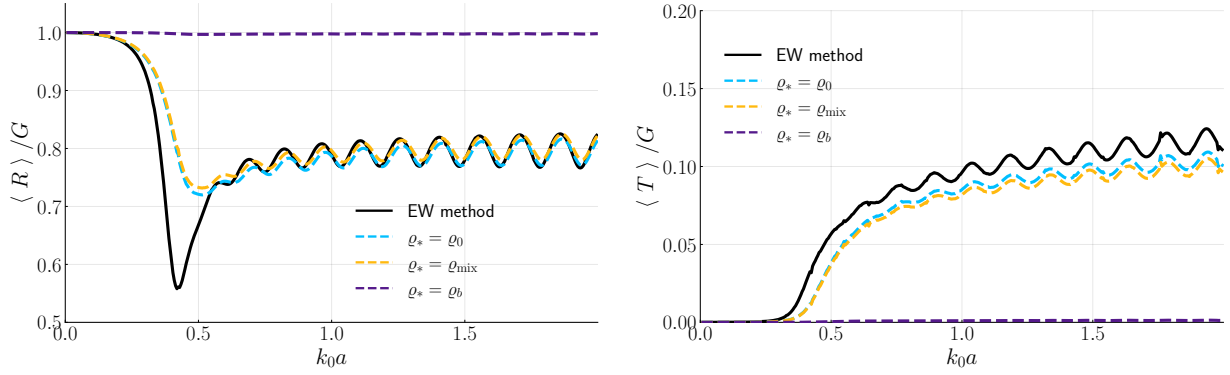 1.0
0.9
0.8
0.7
0.6
0.5
0.0
0.5
1.0
1.5
⟨ R ⟩ /G
k₀a
EW method
ϱ∗ = ϱ₀
ϱ∗ = ϱmix
ϱ∗ = ϱb
0.20
0.15
0.10
0.05
0.00
0.0
0.5
1.0
1.5
⟨ T ⟩ /G
k₀a
EW method
ϱ∗ = ϱ₀
ϱ∗ = ϱmix
ϱ∗ = ϱb